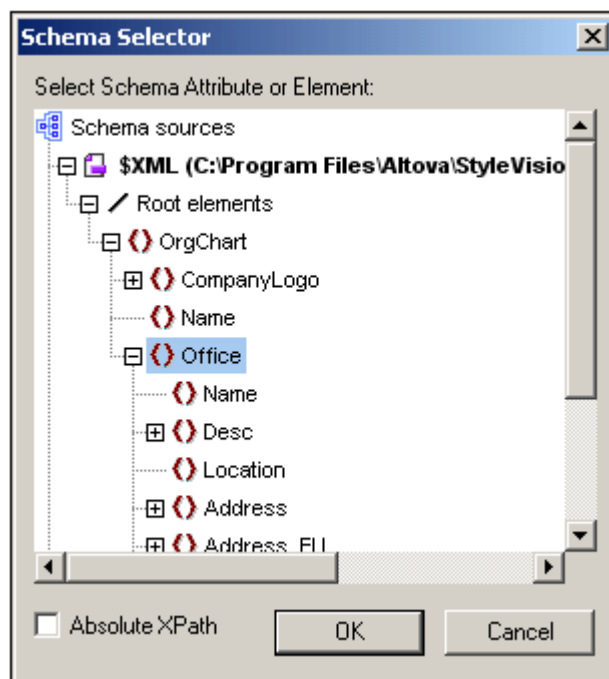 Schema Selector
Select Schema Attribute or Element:
Schema sources
$XML (C:\Program Files\Altova\StyleVisio
Root elements
OrgChart
CompanyLogo
Name
Office
Name
Desc
Location
Address
Address_EU
Absolute XPath
OK
Cancel